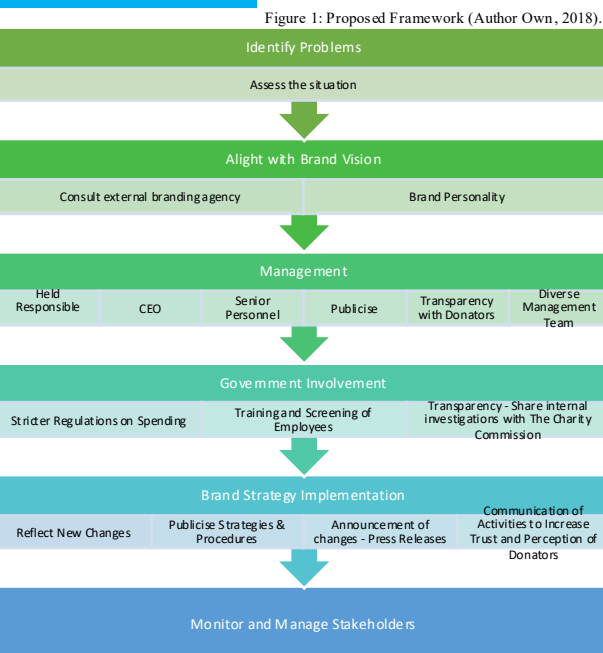 Figure 1: Proposed Framework (Author Own, 2018).
Identify Problems
Assess the situation
Alight with Brand Vision
Consult external branding agency
Brand Personality
Management
Held
Responsible
CEO
Senior
Personnel
Publicise
Transparency
with Donators
Diverse
Management
Team
Government Involvement
Stricter Regulations on Spending
Training and Screening of
Employees
Transparency - Share internal
investigations with The Charity
Commission
Brand Strategy Implementation
Reflect New Changes
Publicise Strategies &
Procedures
Announcement of
changes - Press Releases
Communication of
Activities to Increase
Trust and Perception of
Donators
Monitor and Manage Stakeholders